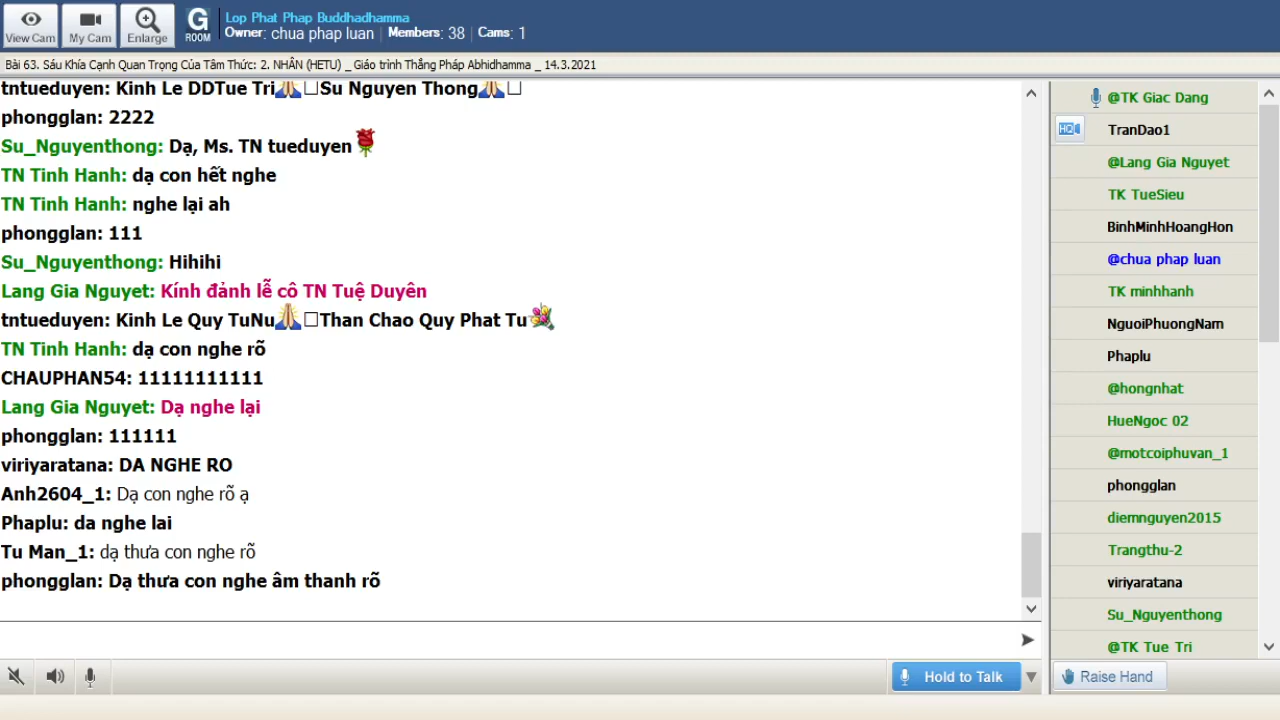 View Cam
My Cam
Enlarge
G
ROOM
Lop Phat Phap Buddhadhamma
Owner: chua phap luan | Members: 38 | Cams: 1
Bài 63. Sáu Khía Cạnh Quan Trọng Của Tâm Thức: 2. NHÂN (HETU) _ Giáo trình Thắng Pháp Abhidhamma _ 14.3.2021
tntueduyen: Kinh Le DDTue Tri🙏□Su Nguyen Thong🙏□
phongglan: 2222
Su_Nguyenthong: Dạ, Ms. TN tueduyen🌹
TN Tinh Hanh: dạ con hết nghe
TN Tinh Hanh: nghe lại ah
phongglan: 111
Su_Nguyenthong: Hihihi
Lang Gia Nguyet: Kính đảnh lễ cô TN Tuệ Duyên
tntueduyen: Kinh Le Quy TuNu🙏□Than Chao Quy Phat Tu💐
TN Tinh Hanh: dạ con nghe rõ
CHAUPHAN54: 11111111111
Lang Gia Nguyet: Dạ nghe lại
phongglan: 111111
viriyaratana: DA NGHE RO
Anh2604_1: Dạ con nghe rõ ạ
Phaplu: da nghe lai
Tu Man_1: dạ thưa con nghe rõ
phongglan: Dạ thưa con nghe âm thanh rõ
Hold to Talk
@TK Giac Dang
HD
TranDao1
@Lang Gia Nguyet
TK TueSieu
BinhMinhHoangHon
@chua phap luan
TK minhhanh
NguoiPhuongNam
Phaplu
@hongnhat
HueNgoc 02
@motcoiphuvan_1
phongglan
diemnguyen2015
Trangthu-2
viriyaratana
Su_Nguyenthong
@TK Tue Tri
Raise Hand